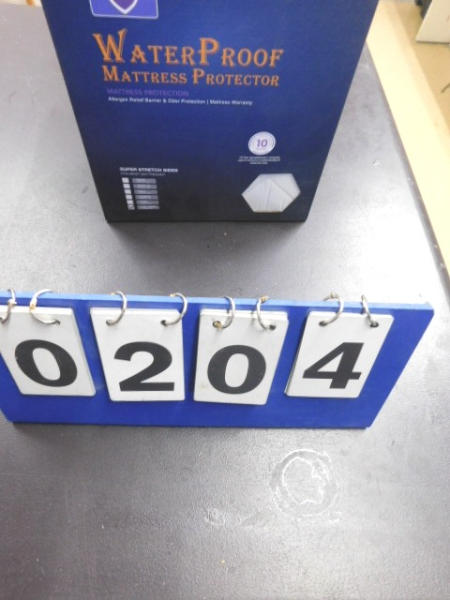 WATERPROOF
MATTRESS PROTECTOR
MATTRESS PROTECTION
Allergen Relief Barrier & Odor Protection | Mattress Warranty
10
SUPER STRETCH SIDES
0204